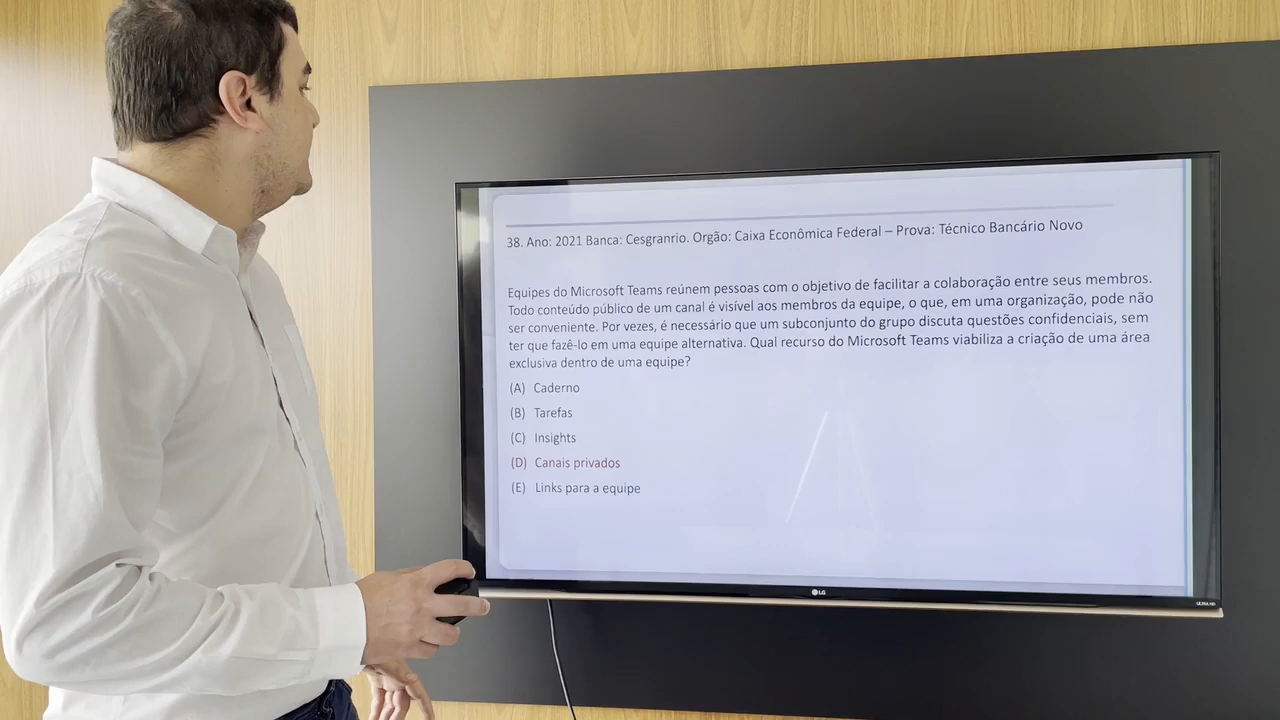 38. Ano: 2021 Banca: Cesgranrio. Orgão: Caixa Econômica Federal – Prova: Técnico Bancário Novo
Equipes do Microsoft Teams reúnem pessoas com o objetivo de facilitar a colaboração entre seus membros.
Todo conteúdo público de um canal é visível aos membros da equipe, o que, em uma organização, pode não
ser conveniente. Por vezes, é necessário que um subconjunto do grupo discuta questões confidenciais, sem
ter que fazê-lo em uma equipe alternativa. Qual recurso do Microsoft Teams viabiliza a criação de uma área
exclusiva dentro de uma equipe?
(A) Caderno
(B) Tarefas
(C) Insights
(D) Canais privados
(E) Links para a equipe
LG
ULTRA HD